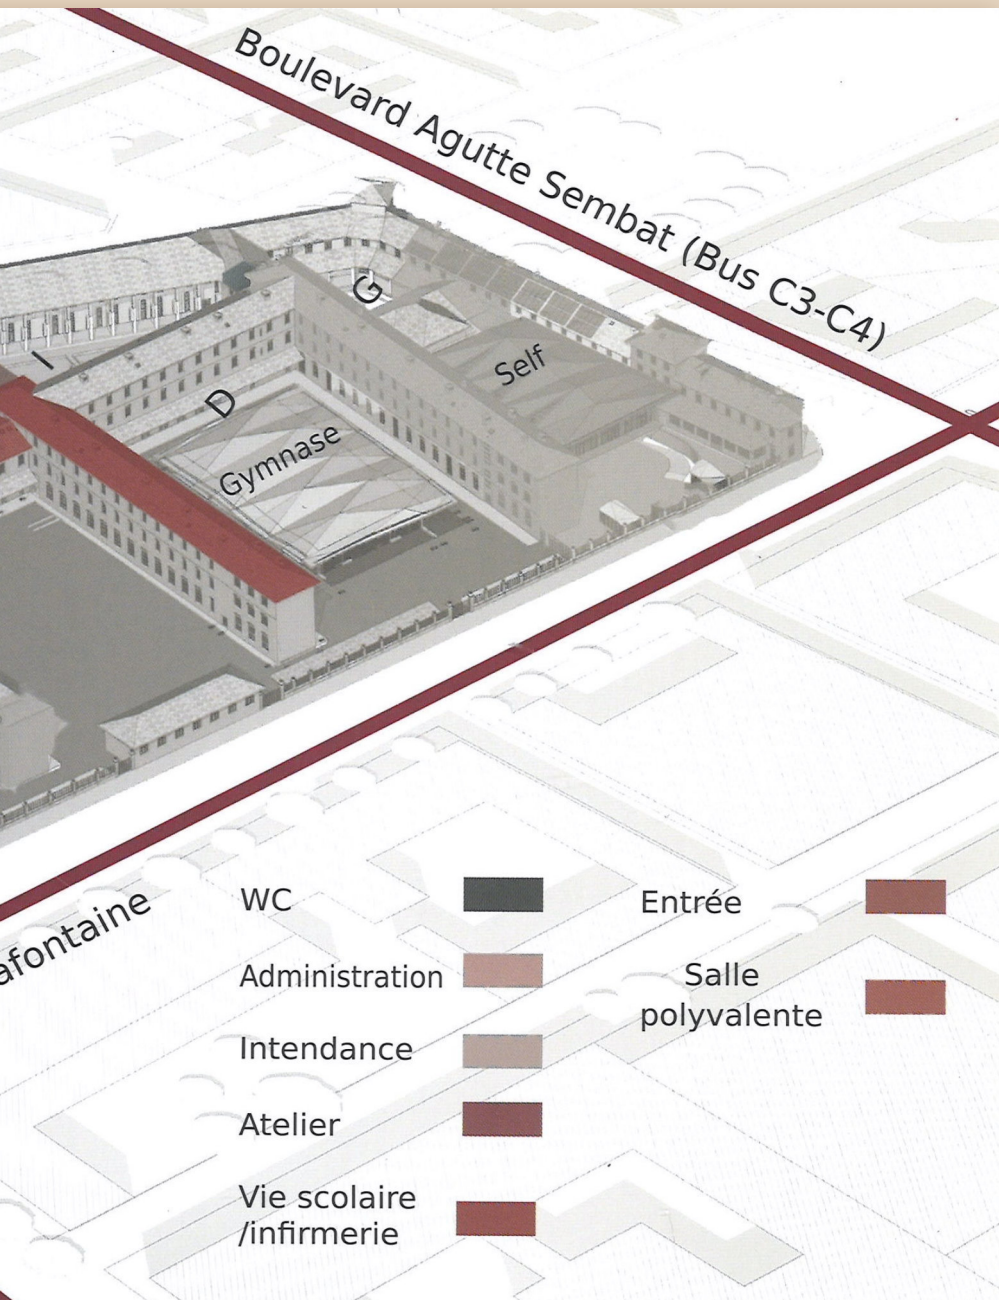 Boulevard Agutte Sembat (Bus C3-C4)
G
I
Self
D
Gymnase
afontaine
WC
Administration
Intendance
Atelier
Vie scolaire
/infirmerie
Entrée
Salle
polyvalente